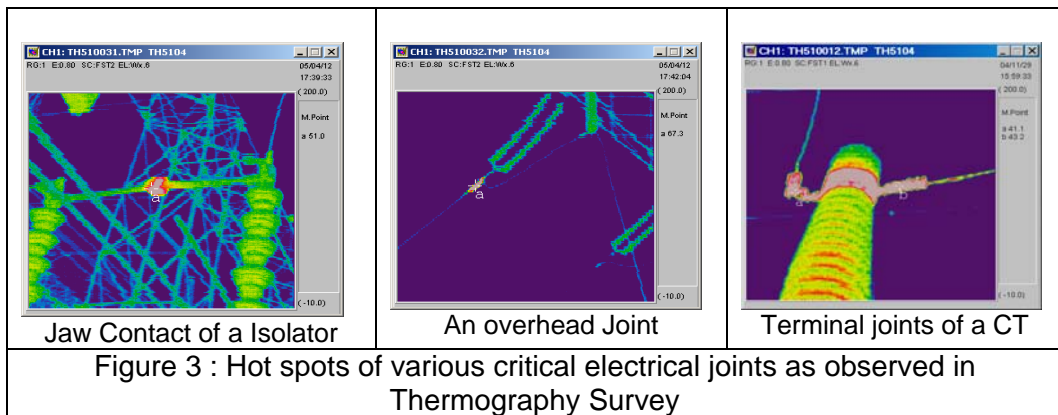 CH1: TH510031.TMP TH5104
RG:1 E:0.80 SC:FST2 EL:Wx.6
05/04/12
17:39:33
( 200.0)
M.Point
a 51.0
a
( -10.0)
Jaw Contact of a Isolator
CH1: TH510032.TMP TH5104
RG:1 E:0.80 SC:FST2 EL:Wx.6
05/04/12
17:42:04
( 200.0)
M.Point
a 67.3
a
( -10.0)
An overhead Joint
CH1: TH510012.TMP TH5104
RG:1 E:0.80 SC:FST1 EL:Wx.6
04/11/29
15:59:33
( 200.0)
M.Point
a 41.1
b 43.2
a
b
( -10.0)
Terminal joints of a CT
Figure 3 : Hot spots of various critical electrical joints as observed in
Thermography Survey